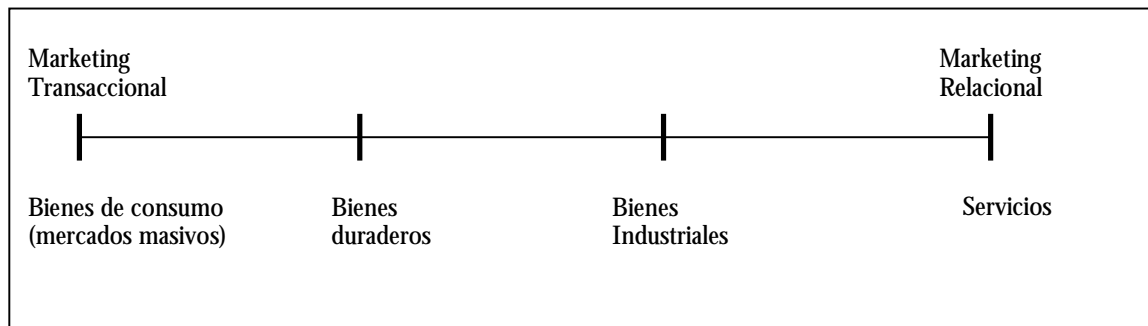 Marketing
Transaccional
Marketing
Relacional
Bienes de consumo
(mercados masivos)
Bienes
duraderos
Bienes
Industriales
Servicios